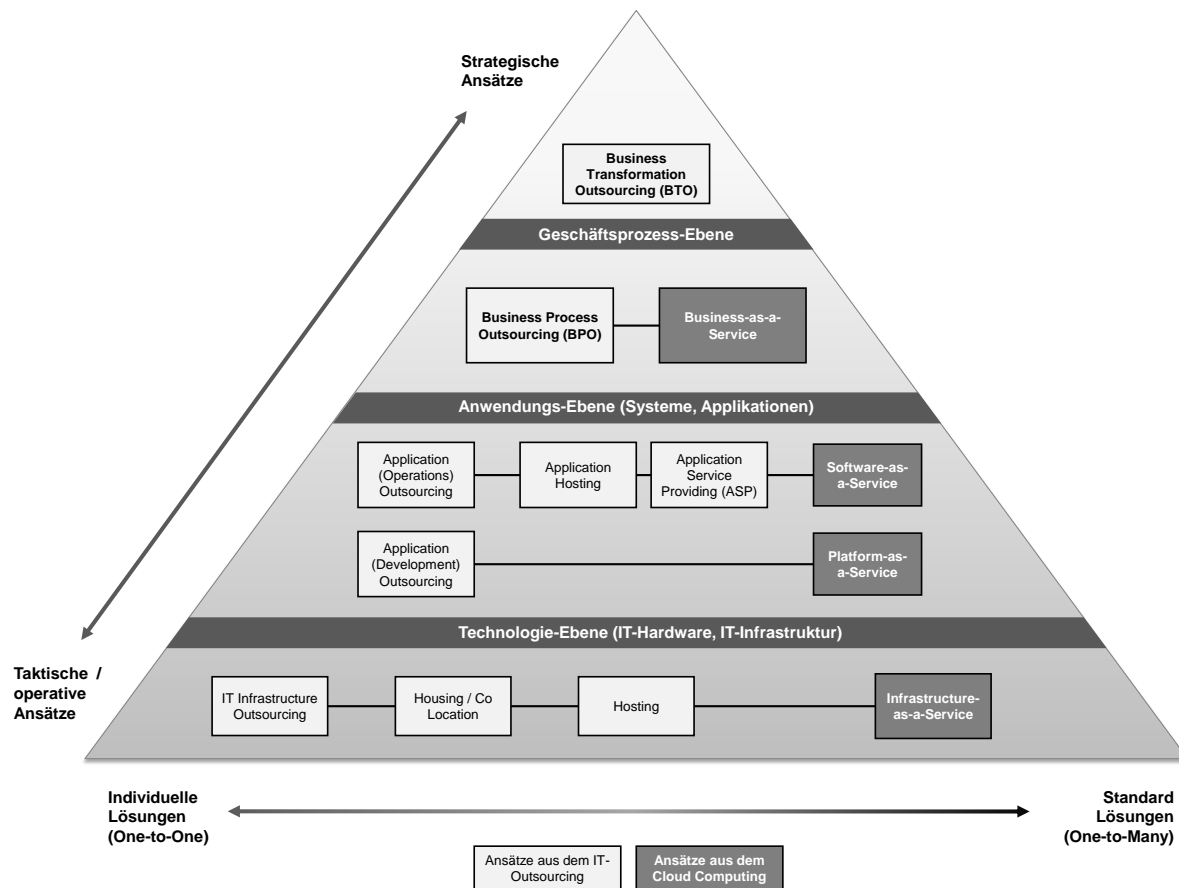 Strategische
Ansätze
Business
Transformation
Outsourcing (BTO)
Geschäftsprozess-Ebene
Business Process
Outsourcing (BPO)
Business-as-a-
Service
Anwendungs-Ebene (Systeme, Applikationen)
Application
(Operations)
Outsourcing
Application
Hosting
Application
Service
Providing (ASP)
Software-as-
a-Service
Application
(Development)
Outsourcing
Platform-as-
a-Service
Technologie-Ebene (IT-Hardware, IT-Infrastruktur)
Taktische /
operative
Ansätze
IT Infrastructure
Outsourcing
Housing / Co
Location
Hosting
Infrastructure-
as-a-Service
Individuelle
Lösungen
(One-to-One)
Standard
Lösungen
(One-to-Many)
Ansätze aus dem IT-
Outsourcing
Ansätze aus dem
Cloud Computing